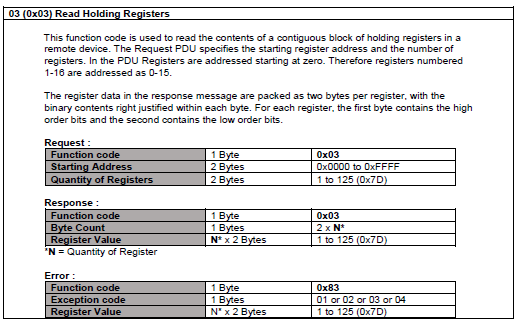 03 (0x03) Read Holding Registers
This function code is used to read the contents of a contiguous block of holding registers in a
remote device. The Request PDU specifies the starting register address and the number of
registers. In the PDU Registers are addressed starting at zero. Therefore registers numbered
1-16 are addressed as 0-15.
The register data in the response message are packed as two bytes per register, with the
binary contents right justified within each byte. For each register, the first byte contains the high
order bits and the second contains the low order bits.
Request :
Function code 1 Byte 0x03
Starting Address 2 Bytes 0x0000 to 0xFFFF
Quantity of Registers 2 Bytes 1 to 125 (0x7D)
Response :
Function code 1 Byte 0x03
Byte Count 1 Bytes 2 x N*
Register Value N* x 2 Bytes 1 to 125 (0x7D)
*N = Quantity of Register
Error :
Function code 1 Byte 0x83
Exception code 1 Bytes 01 or 02 or 03 or 04
Register Value N* x 2 Bytes 1 to 125 (0x7D)